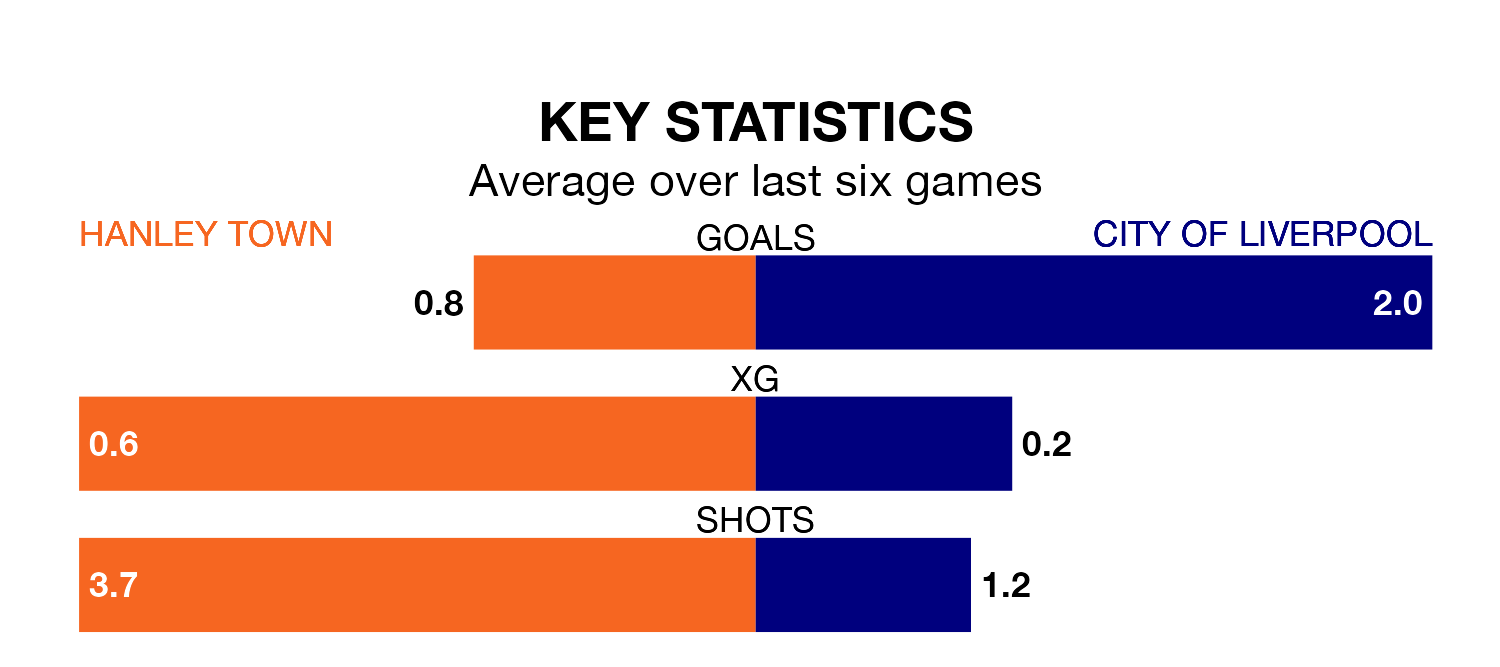 KEY STATISTICS
Average over last six games
HANLEY TOWN
GOALS
CITY OF LIVERPOOL
0.8
2.0
XG
0.6
0.2
SHOTS
3.7
1.2